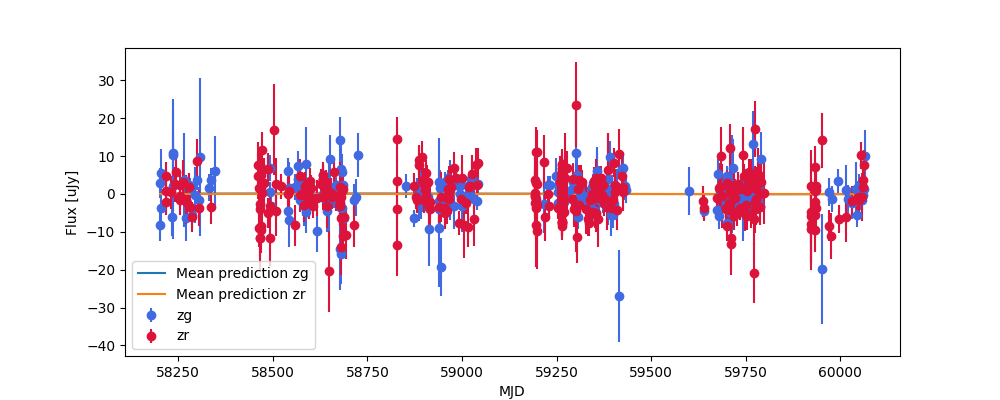 30
20
10
0
−10
−20
−30
−40
Flux [uJy]
Mean prediction zg
Mean prediction zr
zg
zr
58250 58500 58750 59000 59250 59500 59750 60000
MJD